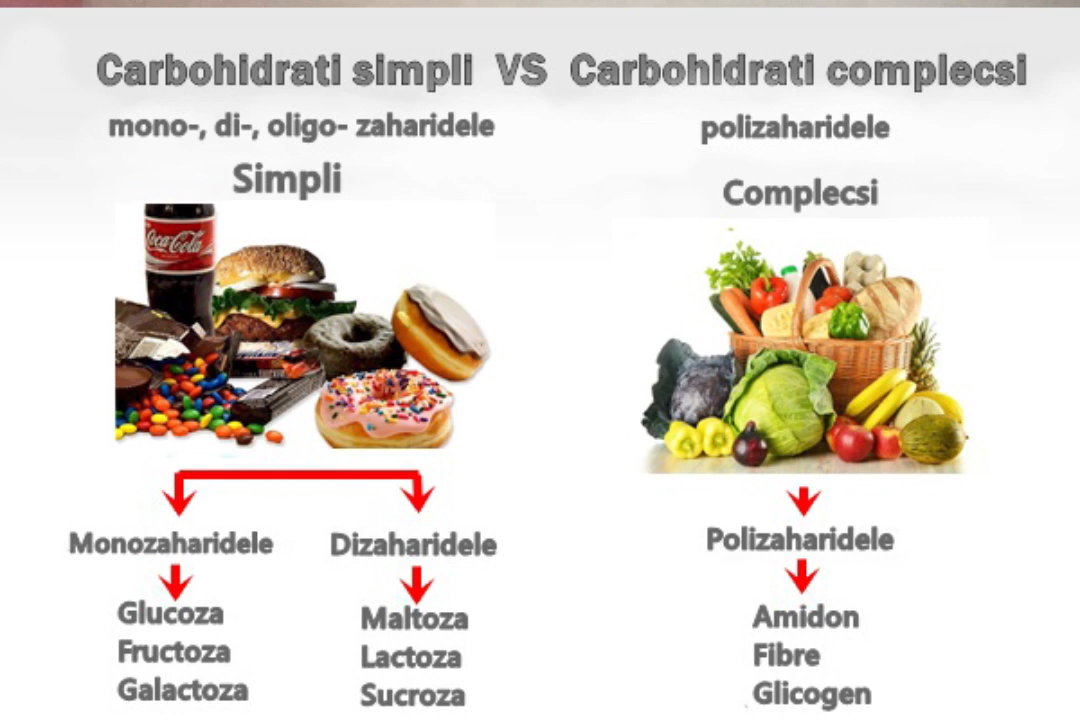 Carbohidrati simpli VS Carbohidrati complecsi
mono-, di-, oligo- zaharidele
polizaharidele
Simpli
Complecsi
Coca-Cola
Monozaharidele
Dizaharidele
Polizaharidele
Glucoza
Fructoza
Galactoza
Maltoza
Lactoza
Sucroza
Amidon
Fibre
Glicogen